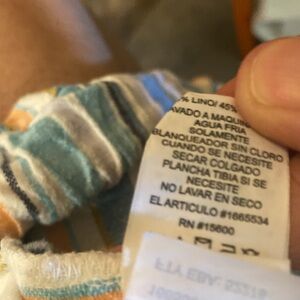 % LINO/ 45%
AVADO A MAQUINA
AGUA FRIA
SOLAMENTE
BLANQUEADOR SIN CLORO
CUANDO SE NECESITE
SECAR COLGADO
PLANCHA TIBIA SI SE
NECESITE
NO LAVAR EN SECO
EL ARTICULO #1665534
RN #15600